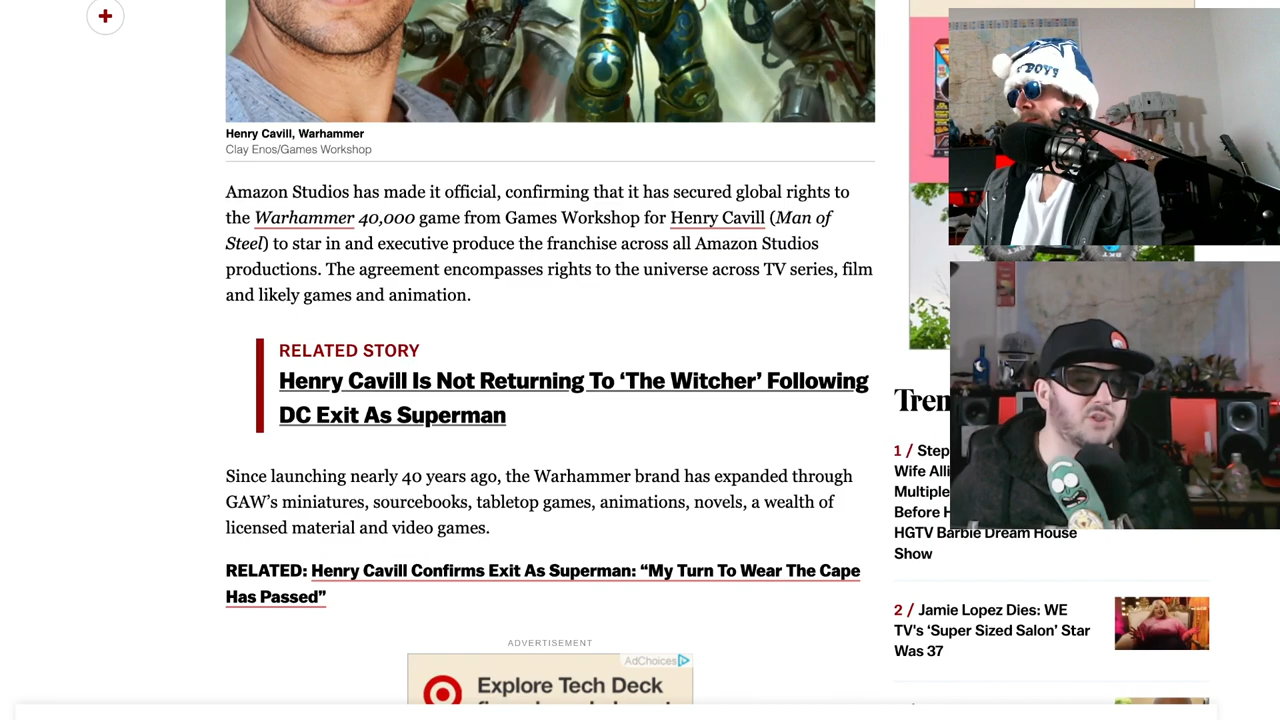 Henry Cavill, Warhammer
Clay Enos/Games Workshop
Amazon Studios has made it official, confirming that it has secured global rights to
the Warhammer 40,000 game from Games Workshop for Henry Cavill (Man of
Steel) to star in and executive produce the franchise across all Amazon Studios
productions. The agreement encompasses rights to the universe across TV series, film
and likely games and animation.
RELATED STORY
Henry Cavill Is Not Returning To ‘The Witcher’ Following
DC Exit As Superman
Since launching nearly 40 years ago, the Warhammer brand has expanded through
GAW’s miniatures, sourcebooks, tabletop games, animations, novels, a wealth of
licensed material and video games.
RELATED: Henry Cavill Confirms Exit As Superman: “My Turn To Wear The Cape
Has Passed”
ADVERTISEMENT
AdChoices
Explore Tech Deck
1 /
Wife
Multiple
Before
HGTV Barbie Dream House
Show
2 / Jamie Lopez Dies: WE
TV's ‘Super Sized Salon’ Star
Was 37